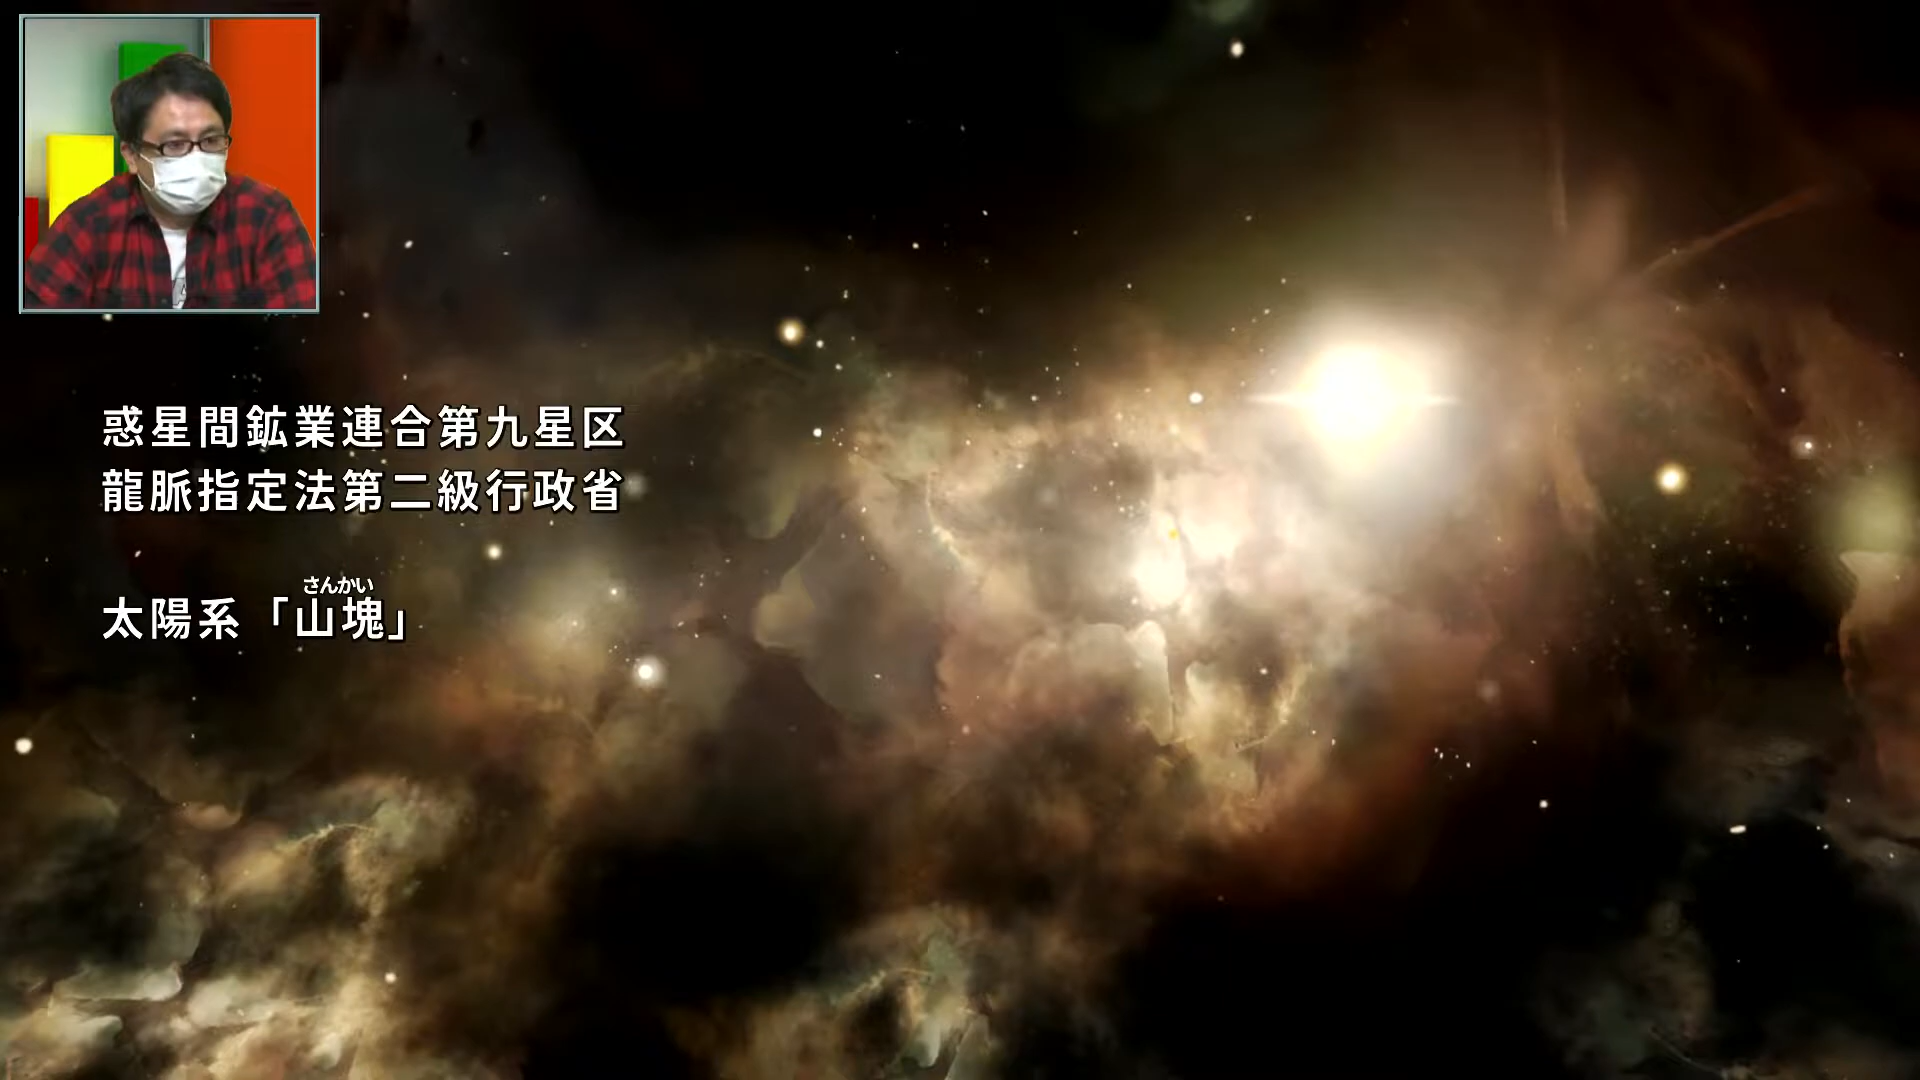 惑星間鉱業連合第九星区
龍脈指定法第二級行政省
さんかい
太陽系「山塊」